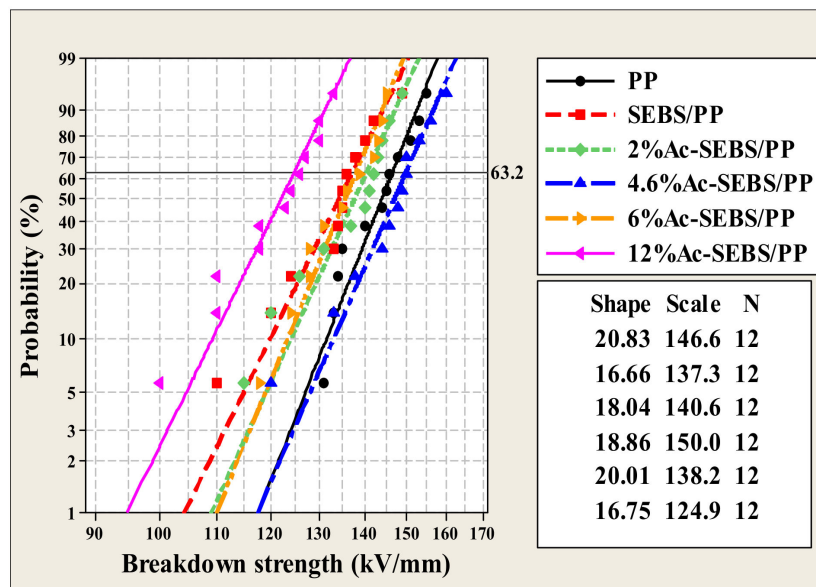 99
90
80
70
60
50
40
30
20
10
5
3
2
1
Probability (%)
63.2
90 100 110 120 130 140 150 160 170
Breakdown strength (kV/mm)
PP
SEBS/PP
2%Ac-SEBS/PP
4.6%Ac-SEBS/PP
6%Ac-SEBS/PP
12%Ac-SEBS/PP
Shape Scale N
20.83 146.6 12
16.66 137.3 12
18.04 140.6 12
18.86 150.0 12
20.01 138.2 12
16.75 124.9 12